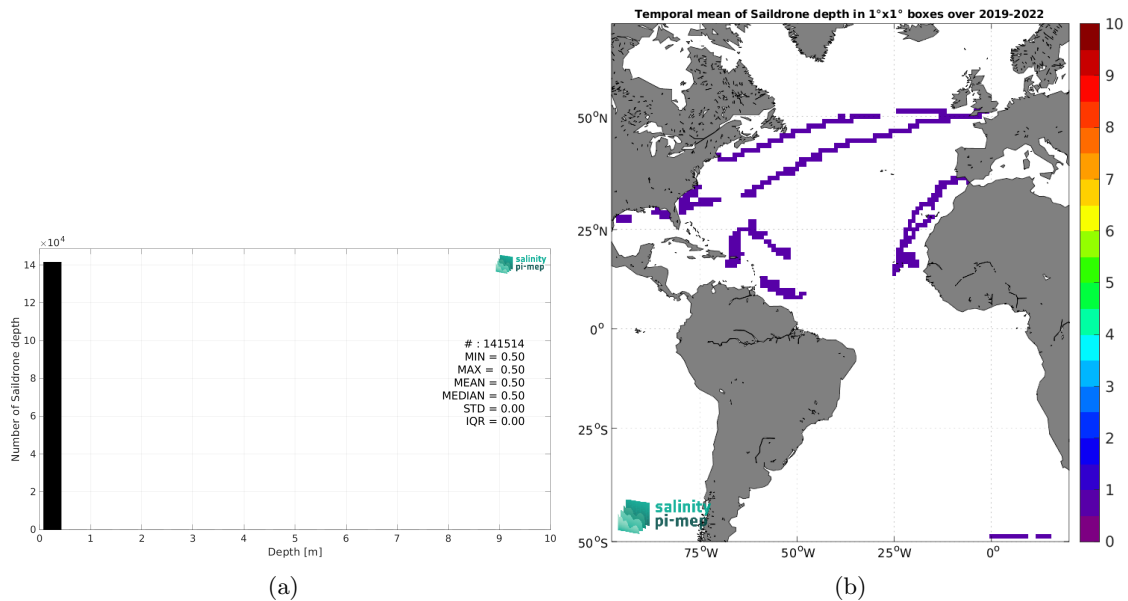 Temporal mean of Saildrone depth in 1°x1° boxes over 2019-2022
×10⁴
14
12
10
8
6
4
2
0
Number of Saildrone depth
salinity
pi-mep
# : 141514
MIN = 0.50
MAX = 0.50
MEAN = 0.50
MEDIAN = 0.50
STD = 0.00
IQR = 0.00
0 1 2 3 4 5 6 7 8 9 10
Depth [m]
(a)
50°N
25°N
0°
25°S
50°S
salinity
pi-mep
75°W 50°W 25°W 0°
10
9
8
7
6
5
4
3
2
1
0
(b)